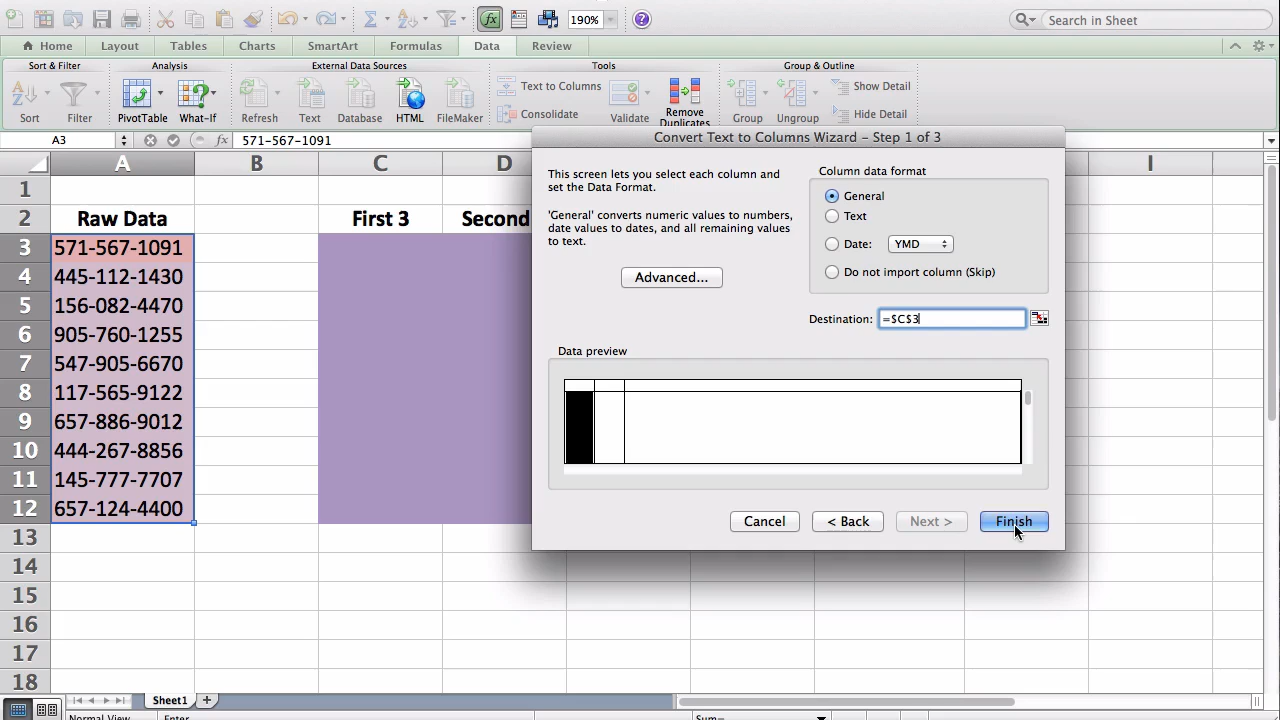 190%
Search in Sheet
Home Layout Tables Charts SmartArt Formulas Data Review
Sort & Filter Analysis External Data Sources Tools Group & Outline
Sort Filter PivotTable What-If Refresh Text Database HTML FileMaker Text to Columns Consolidate Validate Remove Duplicates Group Ungroup Show Detail Hide Detail
A3 fx 571-567-1091
Convert Text to Columns Wizard – Step 1 of 3
This screen lets you select each column and
set the Data Format.
'General' converts numeric values to numbers,
date values to dates, and all remaining values
to text.
Advanced...
Column data format
General
Text
Date: YMD
Do not import column (Skip)
Destination: =$C$3
Data preview
Cancel < Back Next > Finish
A B C D I
1
2 Raw Data First 3 Second
3 571-567-1091
4 445-112-1430
5 156-082-4470
6 905-760-1255
7 547-905-6670
8 117-565-9122
9 657-886-9012
10 444-267-8856
11 145-777-7707
12 657-124-4400
13
14
15
16
17
18
Sheet1
Normal View Enter Sum=